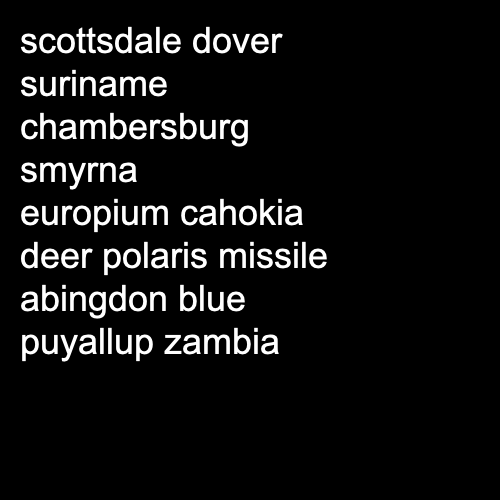 scottsdale dover
suriname
chambersburg
smyrna
europium cahokia
deer polaris missile
abingdon blue
puyallup zambia